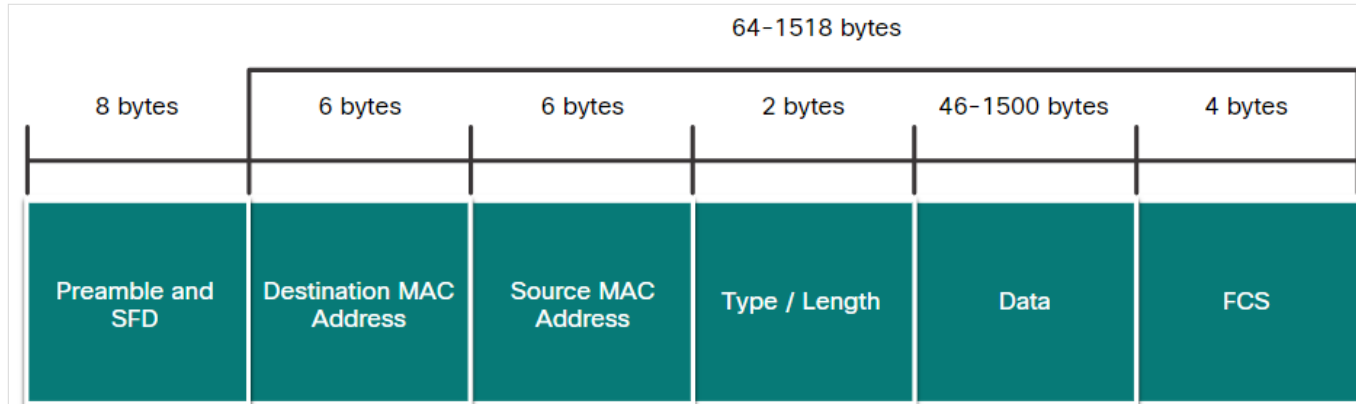 64-1518 bytes
8 bytes
6 bytes
6 bytes
2 bytes
46-1500 bytes
4 bytes
Preamble and
SFD
Destination MAC
Address
Source MAC
Address
Type / Length
Data
FCS